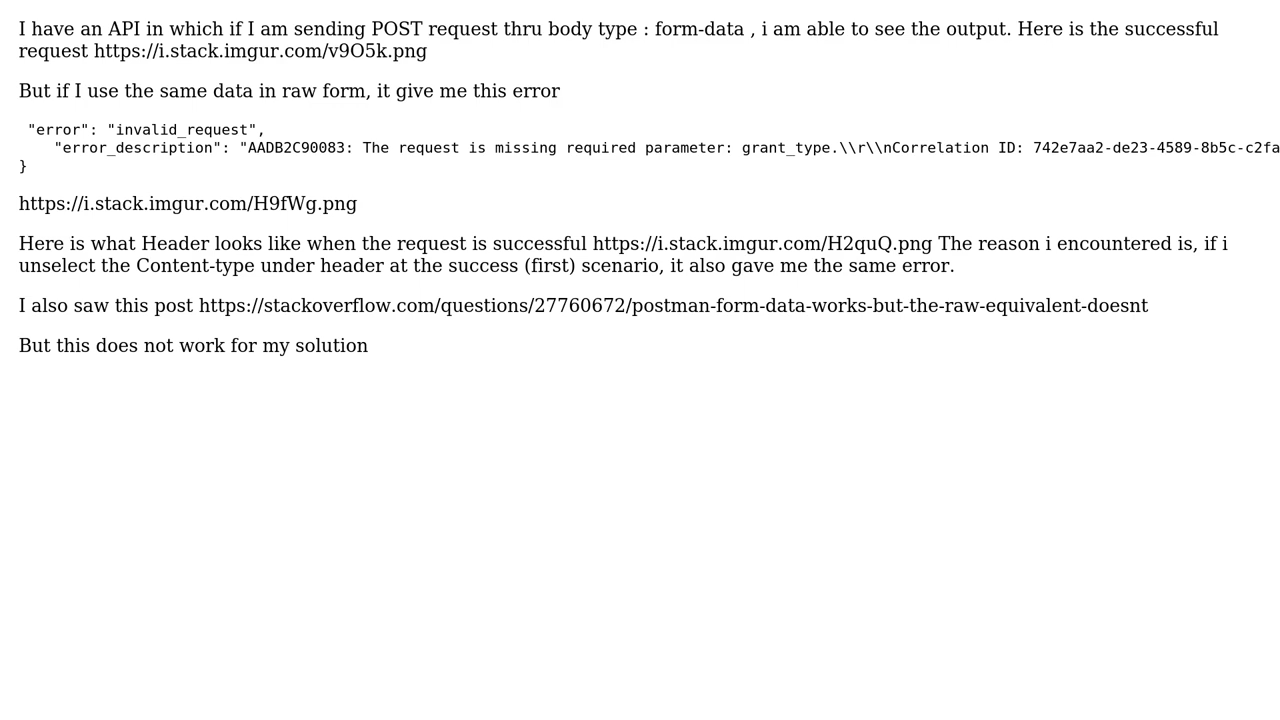 I have an API in which if I am sending POST request thru body type : form-data , i am able to see the output. Here is the successful
request https://i.stack.imgur.com/v9O5k.png
But if I use the same data in raw form, it give me this error
"error": "invalid_request",
"error_description": "AADB2C90083: The request is missing required parameter: grant_type.\\r\\nCorrelation ID: 742e7aa2-de23-4589-8b5c-c2fa
}
https://i.stack.imgur.com/H9fWg.png
Here is what Header looks like when the request is successful https://i.stack.imgur.com/H2quQ.png The reason i encountered is, if i
unselect the Content-type under header at the success (first) scenario, it also gave me the same error.
I also saw this post https://stackoverflow.com/questions/27760672/postman-form-data-works-but-the-raw-equivalent-doesnt
But this does not work for my solution